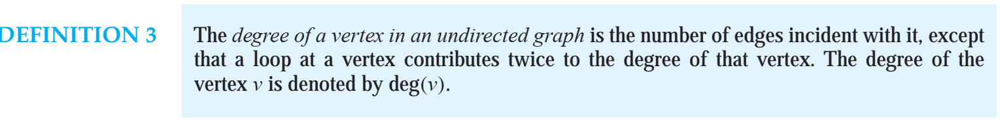 DEFINITION 3
The degree of a vertex in an undirected graph is the number of edges incident with it, except
that a loop at a vertex contributes twice to the degree of that vertex. The degree of the
vertex v is denoted by deg(v).